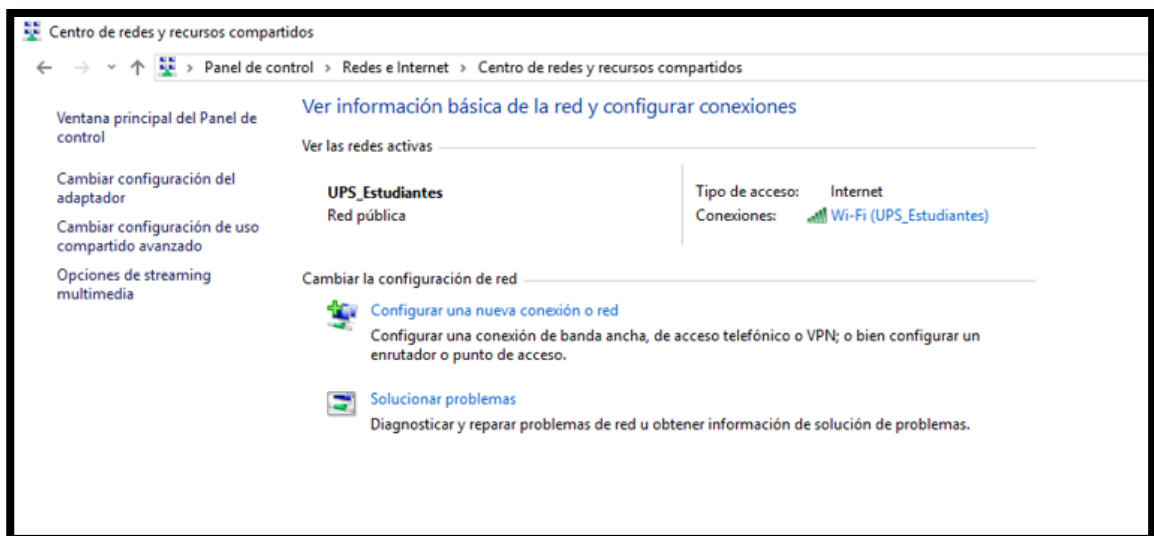 Centro de redes y recursos compartidos
Panel de control > Redes e Internet > Centro de redes y recursos compartidos
Ventana principal del Panel de
control
Cambiar configuración del
adaptador
Cambiar configuración de uso
compartido avanzado
Opciones de streaming
multimedia
Ver información básica de la red y configurar conexiones
Ver las redes activas
UPS_Estudiantes
Red pública
Tipo de acceso: Internet
Conexiones: Wi-Fi (UPS_Estudiantes)
Cambiar la configuración de red
Configurar una nueva conexión o red
Configurar una conexión de banda ancha, de acceso telefónico o VPN; o bien configurar un
enrutador o punto de acceso.
Solucionar problemas
Diagnosticar y reparar problemas de red u obtener información de solución de problemas.